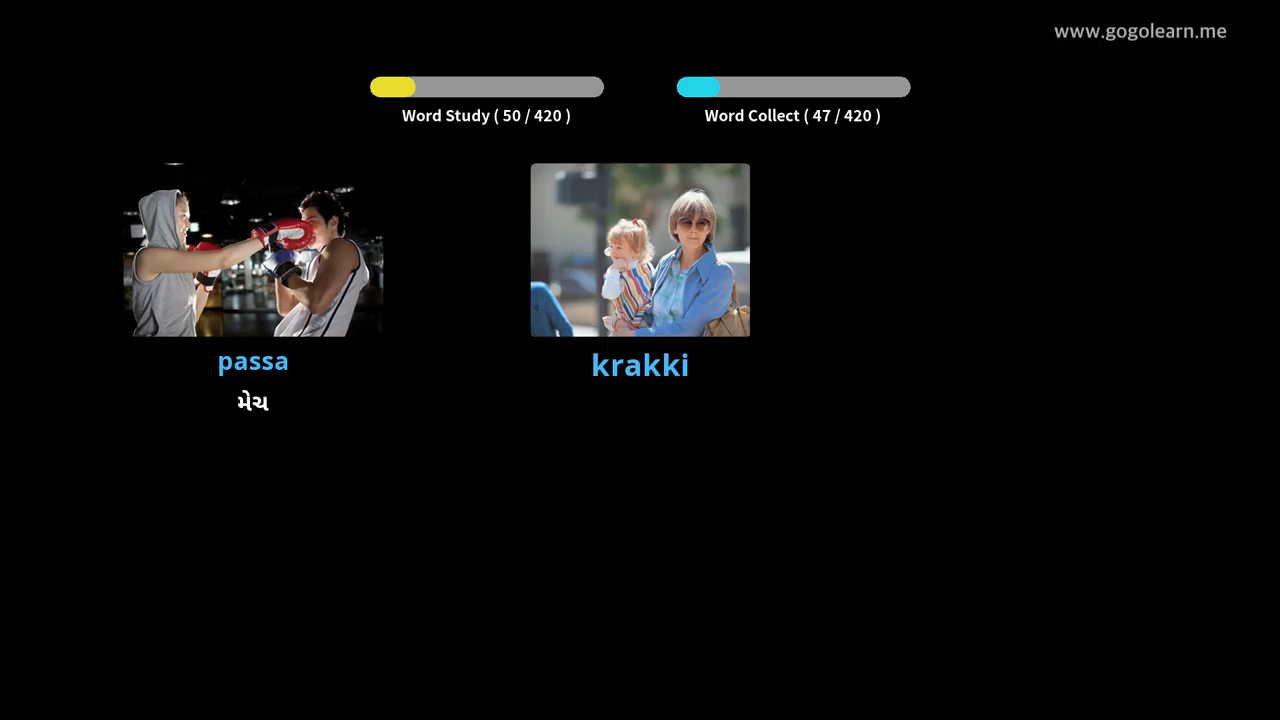 www.gogolearn.me
Word Study ( 50 / 420 )
Word Collect ( 47 / 420 )
passa
મેચ
krakki